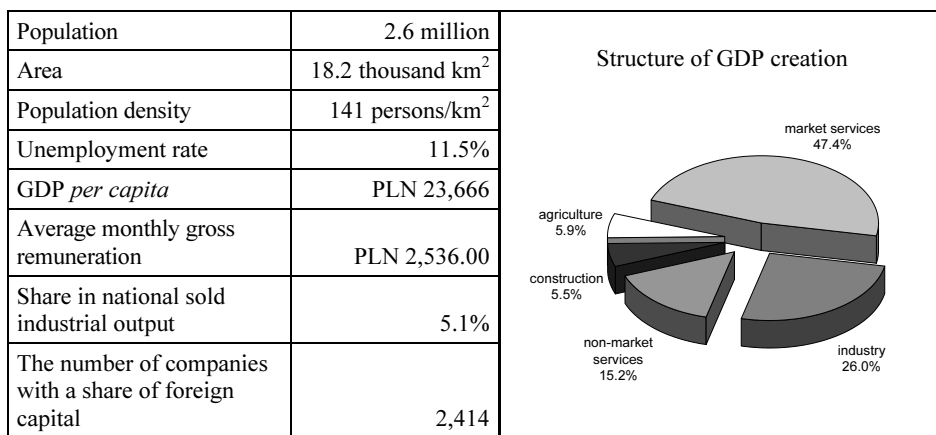 Population 2.6 million
Area 18.2 thousand km²
Population density 141 persons/km²
Unemployment rate 11.5%
GDP per capita PLN 23,666
Average monthly gross
remuneration PLN 2,536.00
Share in national sold
industrial output 5.1%
The number of companies
with a share of foreign
capital 2,414
Structure of GDP creation
market services
47.4%
agriculture
5.9%
construction
5.5%
non-market
services
15.2%
industry
26.0%